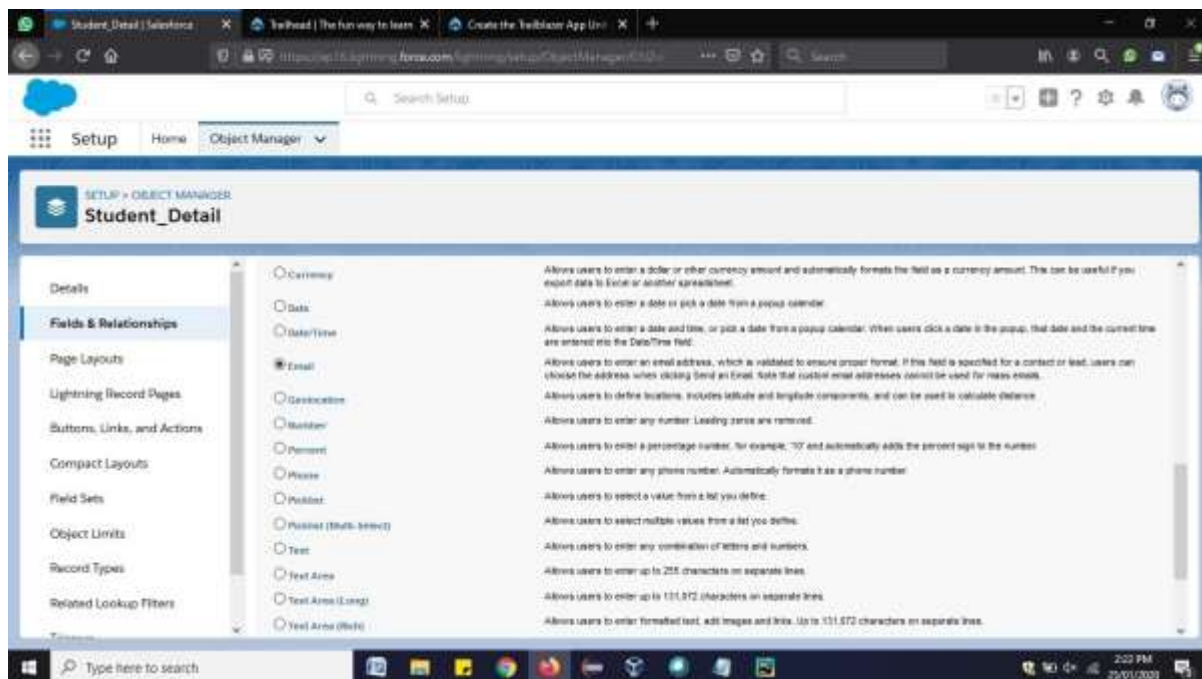 Student_Detail | Salesforce
Trailhead | The fun way to learn
Create the Trailblazer App
force.com
Search
Search Setup
Setup
Home
Object Manager
SETUP > OBJECT MANAGER
Student_Detail
Details
Fields & Relationships
Page Layouts
Lightning Record Pages
Buttons, Links, and Actions
Compact Layouts
Field Sets
Object Limits
Record Types
Related Lookup Filters
Currency
Allows users to enter a dollar or other currency amount and automatically formats the field as a currency amount. This can be useful if you
export data to Excel or another spreadsheet.
Date
Allows users to enter a date or pick a date from a popup calendar.
Date/Time
Allows users to enter a date and time, or pick a date from a popup calendar. When users click a date in the popup, that date and the current time
are entered into the Date/Time field.
Email
Allows users to enter an email address, which is validated to ensure proper format. If this field is specified for a contact or lead, users can
choose the address when clicking Send an Email. Note that custom email addresses cannot be used for mass emails.
Geolocation
Allows users to define locations. Includes latitude and longitude components, and can be used to calculate distance.
Number
Allows users to enter any number. Leading zeros are removed.
Percent
Allows users to enter a percentage number, for example, '10' and automatically adds the percent sign to the number.
Phone
Allows users to enter any phone number. Automatically formats it as a phone number.
Picklist
Allows users to select a value from a list you define.
Picklist (Multi-Select)
Allows users to select multiple values from a list you define.
Text
Allows users to enter any combination of letters and numbers.
Text Area
Allows users to enter up to 255 characters on separate lines.
Text Area (Long)
Allows users to enter up to 131,072 characters on separate lines.
Text Area (Rich)
Allows users to enter formatted text, add images and links. Up to 131,072 characters on separate lines.
Type here to search
2:22 PM
25/01/2020